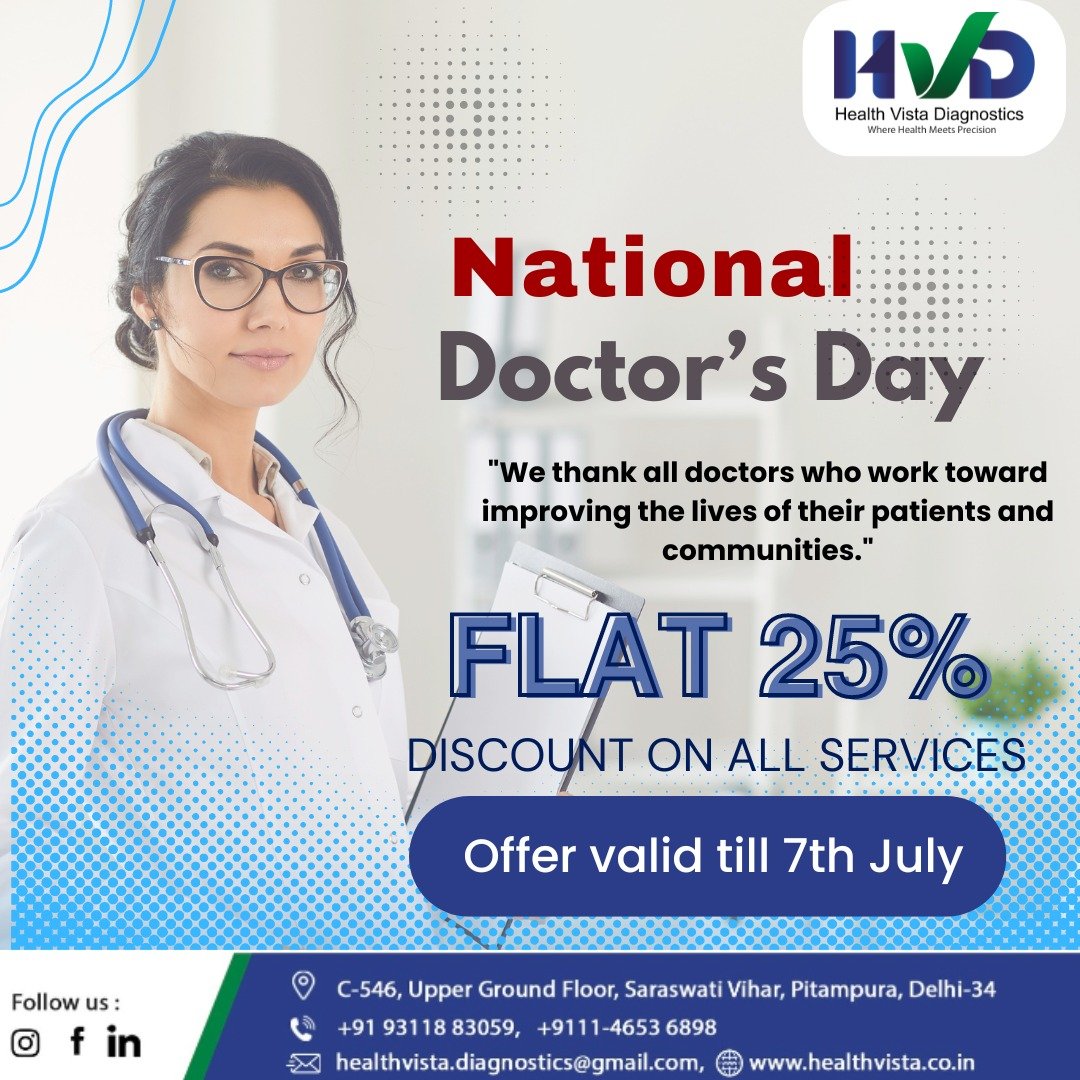 HVD
Health Vista Diagnostics
Where Health Meets Precision
National
Doctor's Day
"We thank all doctors who work toward
improving the lives of their patients and
communities."
FLAT 25%
DISCOUNT ON ALL SERVICES
Offer valid till 7th July
Follow us :
C-546, Upper Ground Floor, Saraswati Vihar, Pitampura, Delhi-34
+91 93118 83059, +9111-4653 6898
healthvista.diagnostics@gmail.com, www.healthvista.co.in